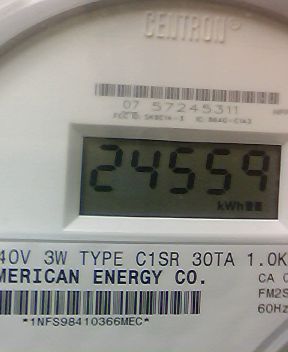 CENTRON
07 57245311
24559
kWh
40V 3W TYPE C1SR 30TA 1.0K
MERICAN ENERGY CO.
CA
FM2S
60Hz
*1NFS98410366MEC*